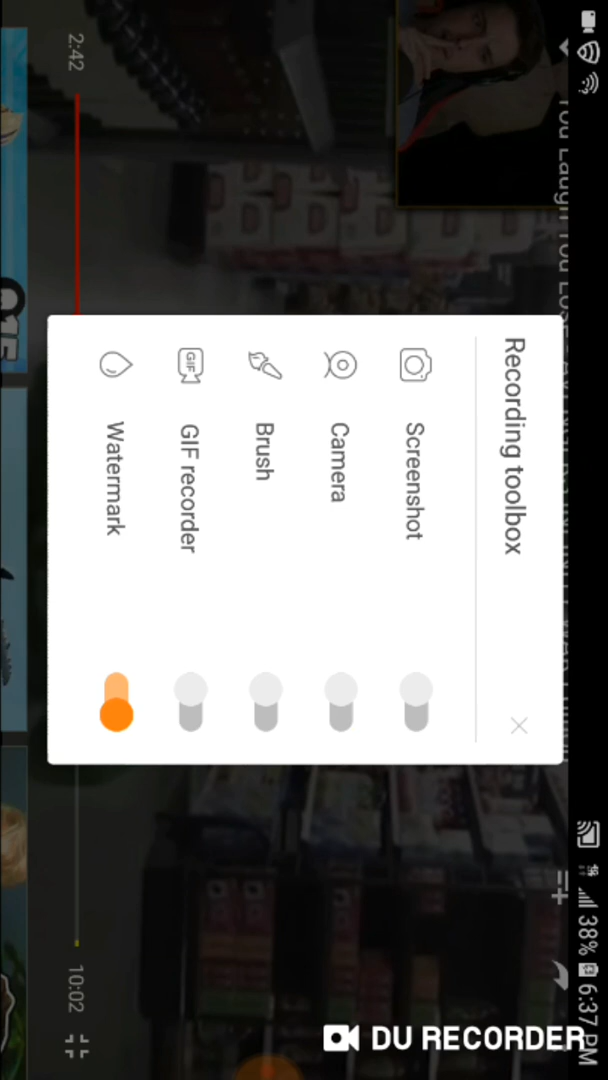 38% 6:37 PM
2:42
10:02
Recording toolbox
Screenshot
Camera
Brush
GIF
GIF recorder
Watermark
DU RECORDER